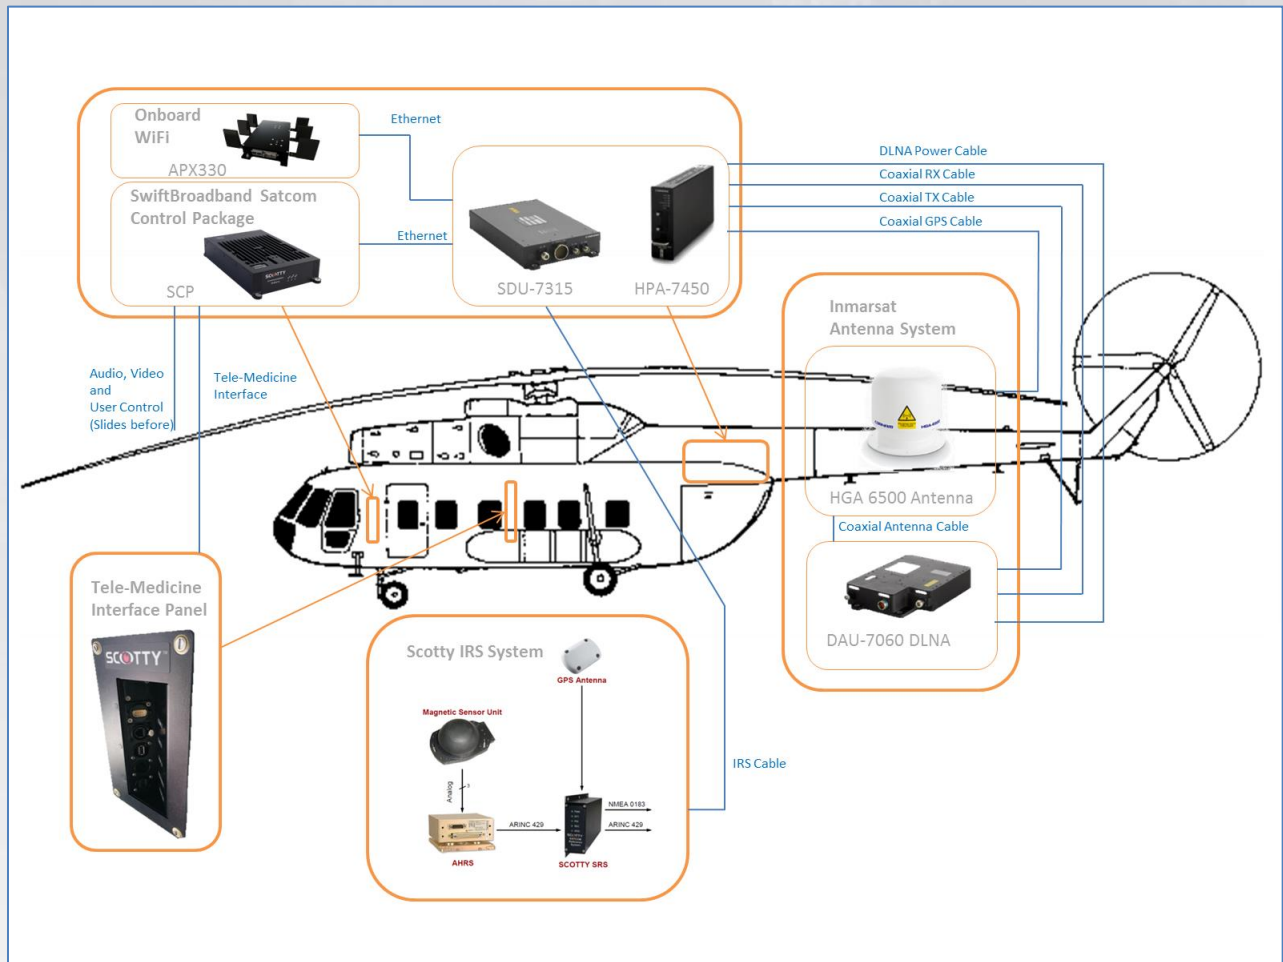 Onboard
WiFi
APX330
SwiftBroadband Satcom
Control Package
SCOTTY
SCP
Ethernet
Ethernet
SDU-7315
HPA-7450
DLNA Power Cable
Coaxial RX Cable
Coaxial TX Cable
Coaxial GPS Cable
Inmarsat
Antenna System
HGA 6500 Antenna
Coaxial Antenna Cable
DAU-7060 DLNA
Audio, Video
and
User Control
(Slides before)
Tele-Medicine
Interface
Tele-Medicine
Interface Panel
SCOTTY
Scotty IRS System
GPS Antenna
Magnetic Sensor Unit
Analog
3
NMEA 0183
ARINC 429
ARINC 429
AHRS
SCOTTY SRS
IRS Cable